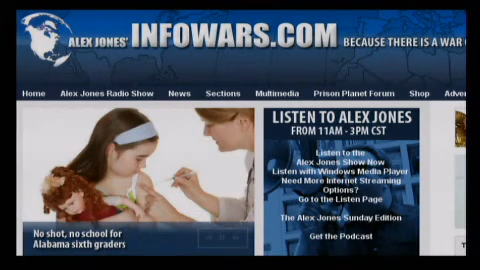 ALEX JONES' INFOWARS.COM BECAUSE THERE IS A WAR
Home Alex Jones Radio Show News Sections Multimedia Prison Planet Forum Shop
LISTEN TO ALEX JONES
FROM 11AM - 3PM CST
Listen to the
Alex Jones Show Now
Listen with Windows Media Player
Need More Internet Streaming
Options?
Go to the Listen Page
The Alex Jones Sunday Edition
Get the Podcast
No shot, no school for
Alabama sixth graders